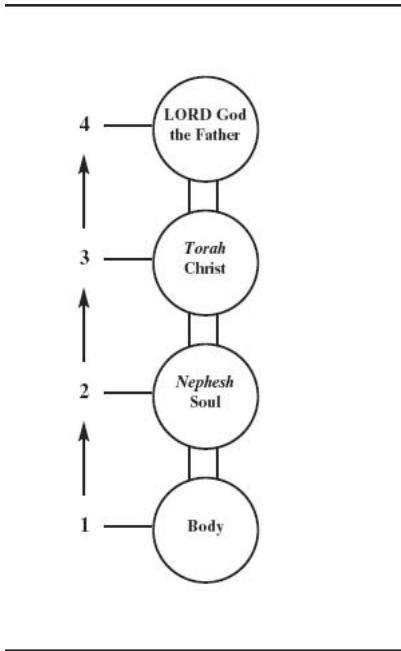 4
LORD God
the Father
3
Torah
Christ
2
Nephesh
Soul
1
Body